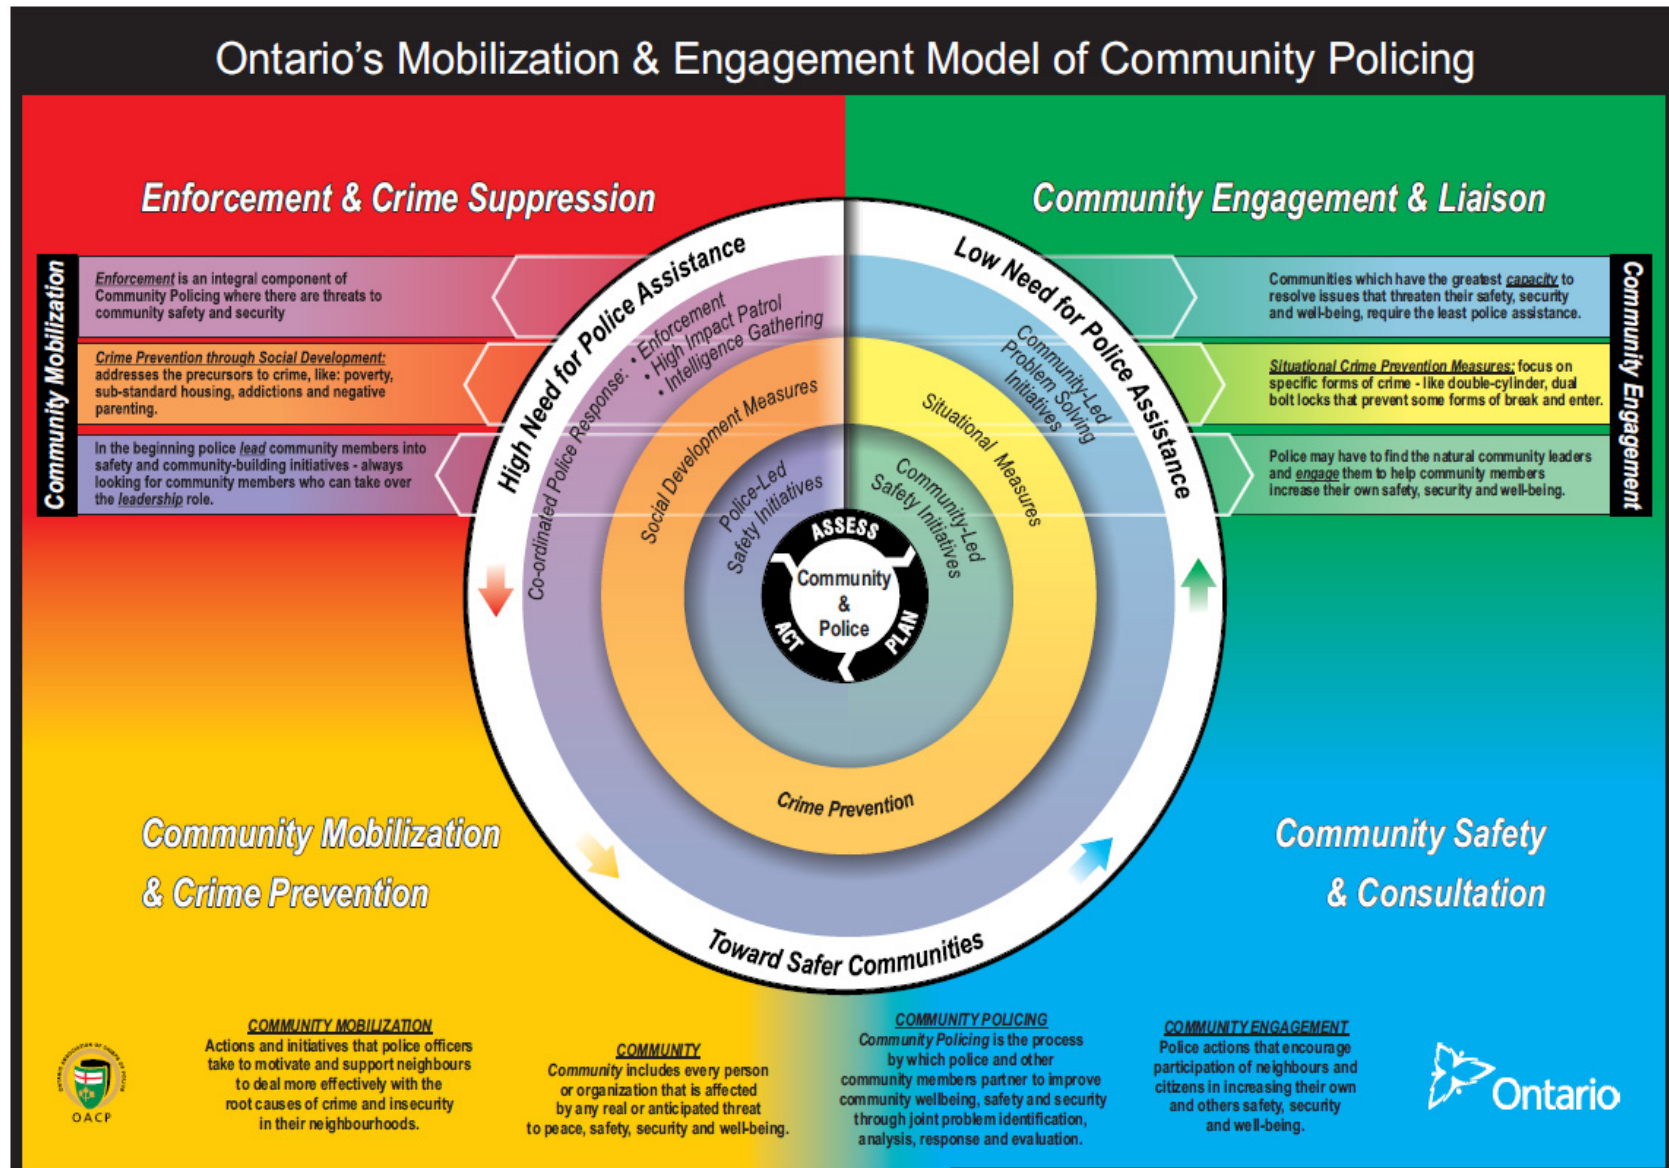 Ontario's Mobilization & Engagement Model of Community Policing
Enforcement & Crime Suppression
Community Engagement & Liaison
Community Mobilization
Enforcement is an integral component of
Community Policing where there are threats to
community safety and security
Crime Prevention through Social Development:
addresses the precursors to crime, like: poverty,
sub-standard housing, addictions and negative
parenting.
In the beginning police lead community members into
safety and community-building initiatives - always
looking for community members who can take over
the leadership role.
High Need for Police Assistance
Low Need for Police Assistance
Co-ordinated Police Response:
• Enforcement
• High Impact Patrol
• Intelligence Gathering
Social Development Measures
Police-Led
Safety Initiatives
Community-Led
Problem Solving
Initiatives
Situational Measures
Community-Led
Safety Initiatives
ASSESS
PLAN
ACT
Community
&
Police
Crime Prevention
Toward Safer Communities
Communities which have the greatest capacity to
resolve issues that threaten their safety, security
and well-being, require the least police assistance.
Situational Crime Prevention Measures: focus on
specific forms of crime - like double-cylinder, dual
bolt locks that prevent some forms of break and enter.
Police may have to find the natural community leaders
and engage them to help community members
increase their own safety, security and well-being.
Community Engagement
Community Mobilization
& Crime Prevention
Community Safety
& Consultation
ONTARIO ASSOCIATION OF CHIEFS OF POLICE
OACP
COMMUNITY MOBILIZATION
Actions and initiatives that police officers
take to motivate and support neighbours
to deal more effectively with the
root causes of crime and insecurity
in their neighbourhoods.
COMMUNITY
Community includes every person
or organization that is affected
by any real or anticipated threat
to peace, safety, security and well-being.
COMMUNITY POLICING
Community Policing is the process
by which police and other
community members partner to improve
community wellbeing, safety and security
through joint problem identification,
analysis, response and evaluation.
COMMUNITY ENGAGEMENT
Police actions that encourage
participation of neighbours and
citizens in increasing their own
and others safety, security
and well-being.
Ontario